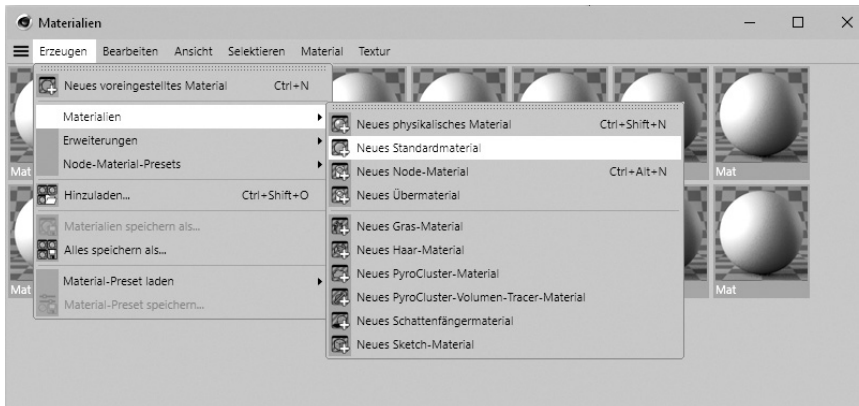 Materialien
Erzeugen Bearbeiten Ansicht Selektieren Material Textur
Neues voreingestelltes Material Ctrl+N
Materialien
Erweiterungen
Node-Material-Presets
Hinzuladen... Ctrl+Shift+O
Materialien speichern als...
Alles speichern als...
Material-Preset laden
Material-Preset speichern...
Neues physikalisches Material Ctrl+Shift+N
Neues Standardmaterial
Neues Node-Material Ctrl+Alt+N
Neues Übermaterial
Neues Gras-Material
Neues Haar-Material
Neues PyroCluster-Material
Neues PyroCluster-Volumen-Tracer-Material
Neues Schattenfängermaterial
Neues Sketch-Material
Mat
Mat
Mat
Mat